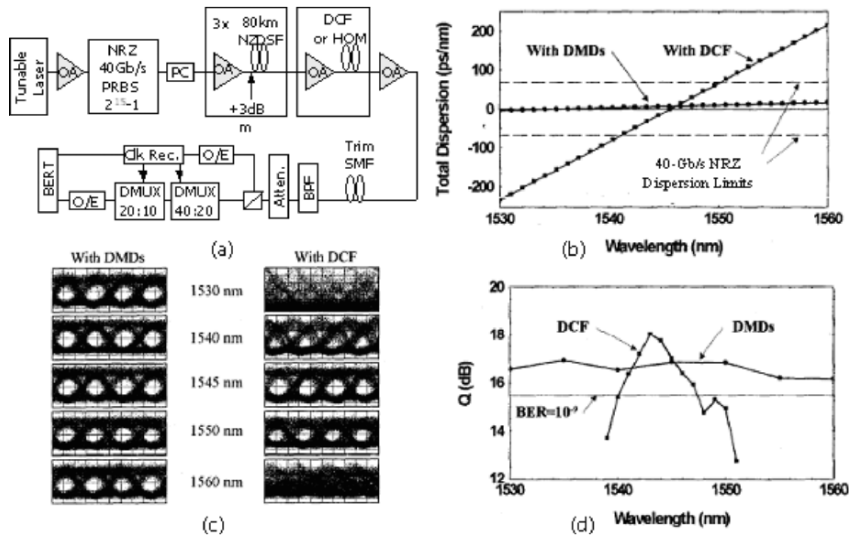 Tunable
Laser
OA
NRZ
40Gb/s
PRBS
2^15-1
PC
3x 80km
NZDSF
OA
+3dB
m
DCF
or HOM
OA
OA
BERT
Clk Rec.
O/E
O/E
DMUX
20:10
DMUX
40:20
Atten.
BPF
Trim
SMF
(a)
Total Dispersion (ps/nm)
200
100
0
-100
-200
With DMDs
With DCF
40-Gb/s NRZ
Dispersion Limits
1530
1540
1550
1560
Wavelength (nm)
(b)
With DMDs
With DCF
1530 nm
1540 nm
1545 nm
1550 nm
1560 nm
(c)
Q (dB)
20
18
16
14
12
DCF
DMDs
BER=10^-9
1530
1540
1550
1560
Wavelength (nm)
(d)